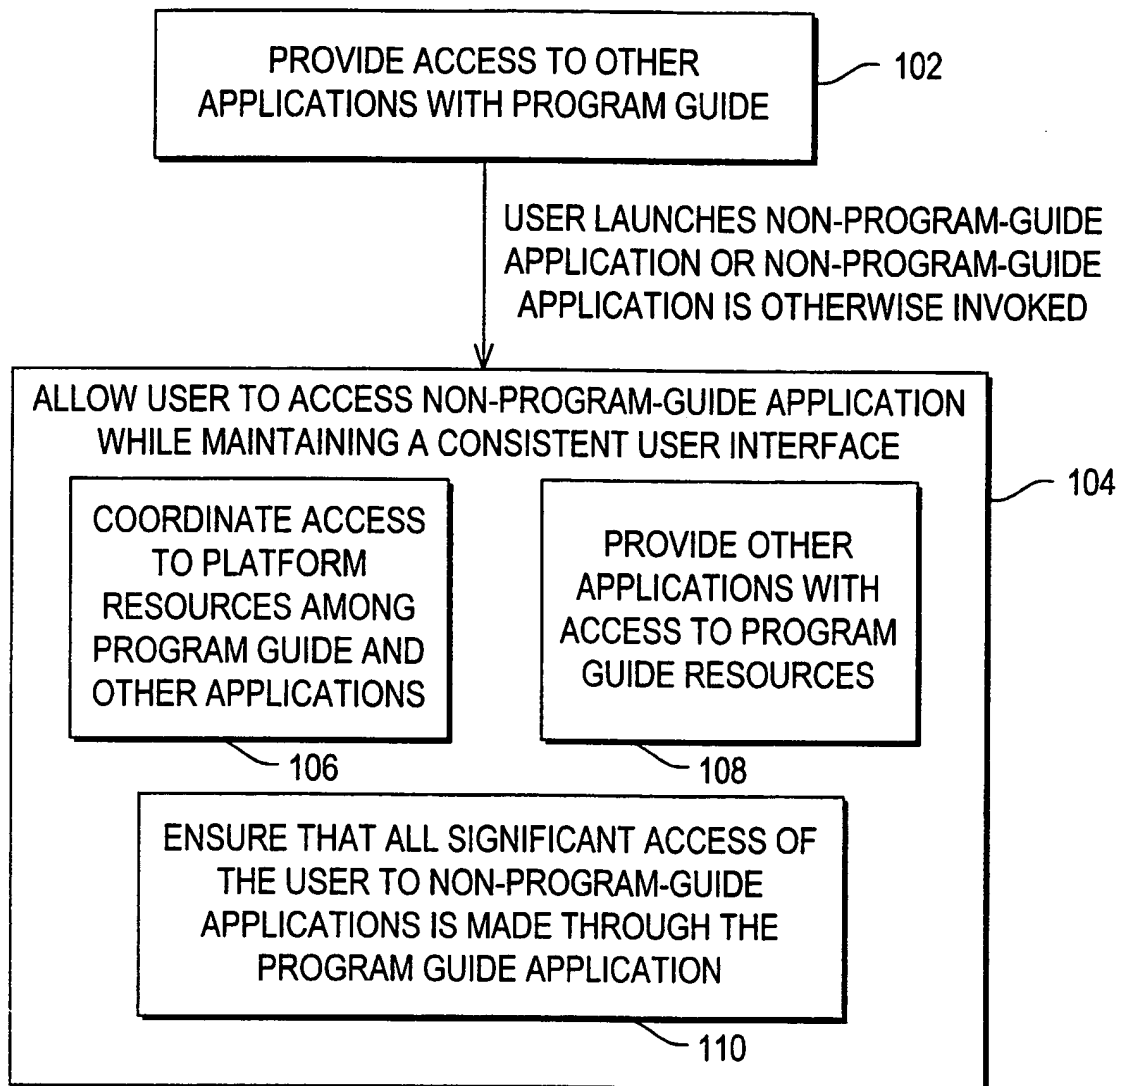 PROVIDE ACCESS TO OTHER
APPLICATIONS WITH PROGRAM GUIDE
102
USER LAUNCHES NON-PROGRAM-GUIDE
APPLICATION OR NON-PROGRAM-GUIDE
APPLICATION IS OTHERWISE INVOKED
ALLOW USER TO ACCESS NON-PROGRAM-GUIDE APPLICATION
WHILE MAINTAINING A CONSISTENT USER INTERFACE
104
COORDINATE ACCESS
TO PLATFORM
RESOURCES AMONG
PROGRAM GUIDE AND
OTHER APPLICATIONS
106
PROVIDE OTHER
APPLICATIONS WITH
ACCESS TO PROGRAM
GUIDE RESOURCES
108
ENSURE THAT ALL SIGNIFICANT ACCESS OF
THE USER TO NON-PROGRAM-GUIDE
APPLICATIONS IS MADE THROUGH THE
PROGRAM GUIDE APPLICATION
110